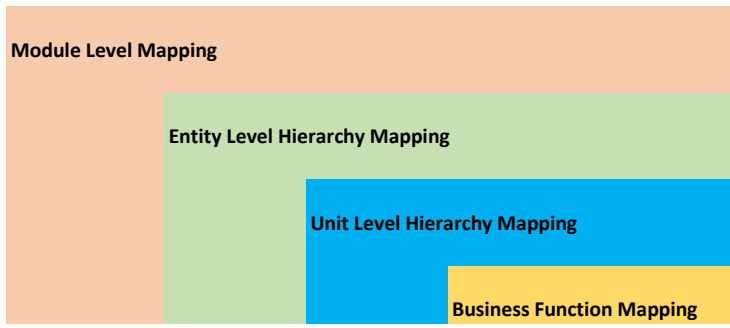 Module Level Mapping
Entity Level Hierarchy Mapping
Unit Level Hierarchy Mapping
Business Function Mapping